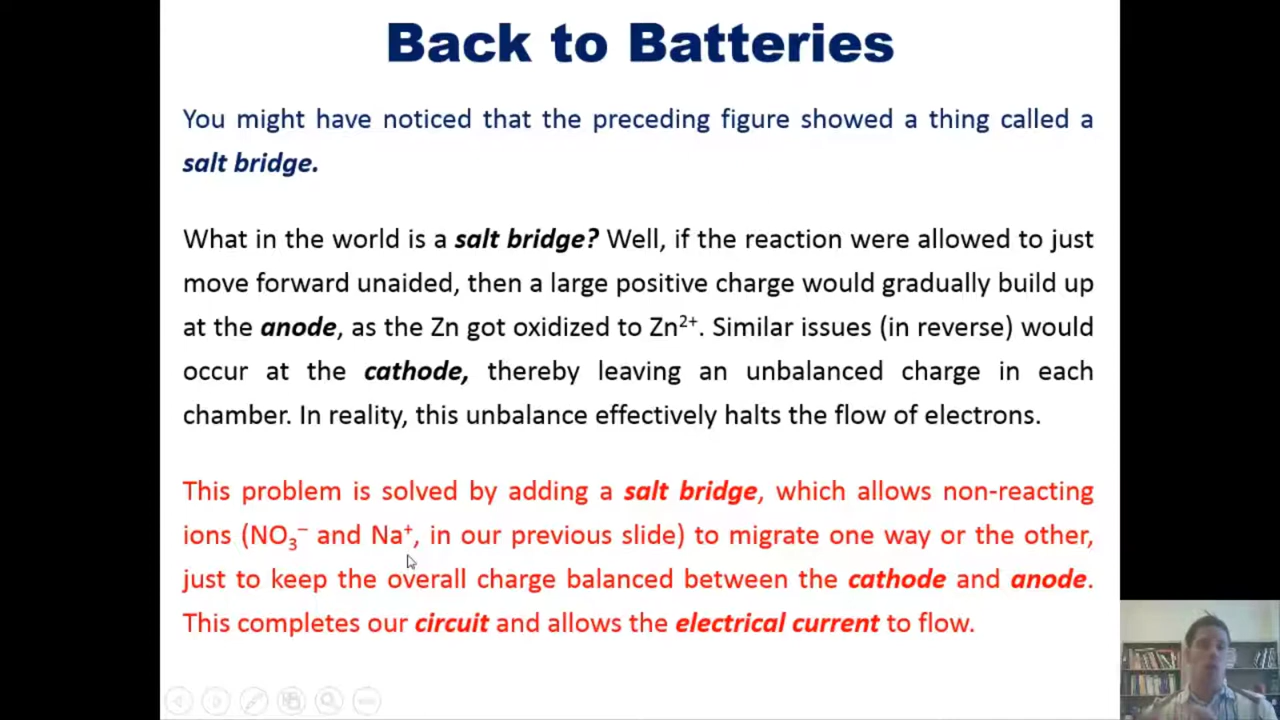 Back to Batteries
You might have noticed that the preceding figure showed a thing called a
salt bridge.
What in the world is a salt bridge? Well, if the reaction were allowed to just
move forward unaided, then a large positive charge would gradually build up
at the anode, as the Zn got oxidized to Zn²⁺. Similar issues (in reverse) would
occur at the cathode, thereby leaving an unbalanced charge in each
chamber. In reality, this unbalance effectively halts the flow of electrons.
This problem is solved by adding a salt bridge, which allows non-reacting
ions (NO₃⁻ and Na⁺, in our previous slide) to migrate one way or the other,
just to keep the overall charge balanced between the cathode and anode.
This completes our circuit and allows the electrical current to flow.